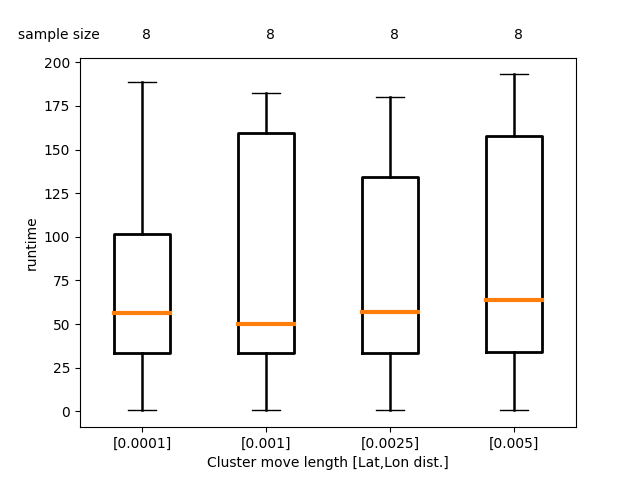 sample size 8 8 8 8
200
175
150
125
100
75
50
25
0
runtime
[0.0001] [0.001] [0.0025] [0.005]
Cluster move length [Lat,Lon dist.]